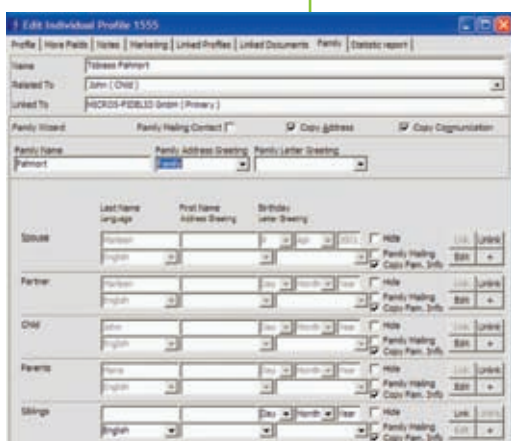 Edit Individual Profile 1555
Profile | More Fields | Notes | Marketing | Linked Profiles | Linked Documents | Family | Statistic report
Name
Related To John ( Child )
Linked To MICROS-FIDELIO GmbH ( Primary )
Family Wizard Family Mailing Contact Copy Address Copy Communication
Family Name Family Address Greeting Family Letter Greeting
Family
Last Name First Name Birthday
Language Address Greeting Letter Greeting
Spouse Apr Hide Link Unlink
English Family Mailing Edit +
Copy Fam. Info
Partner Day Month Year Hide Link Unlink
English Family Mailing Edit +
Copy Fam. Info
Child John Day Month Year Hide Link Unlink
English Family Mailing Edit +
Copy Fam. Info
Parents Maria Day Month Year Hide Link Unlink
English Family Mailing Edit +
Copy Fam. Info
Siblings Day Month Year Hide Link Unlink
English Family Mailing Edit +
Copy Fam. Info